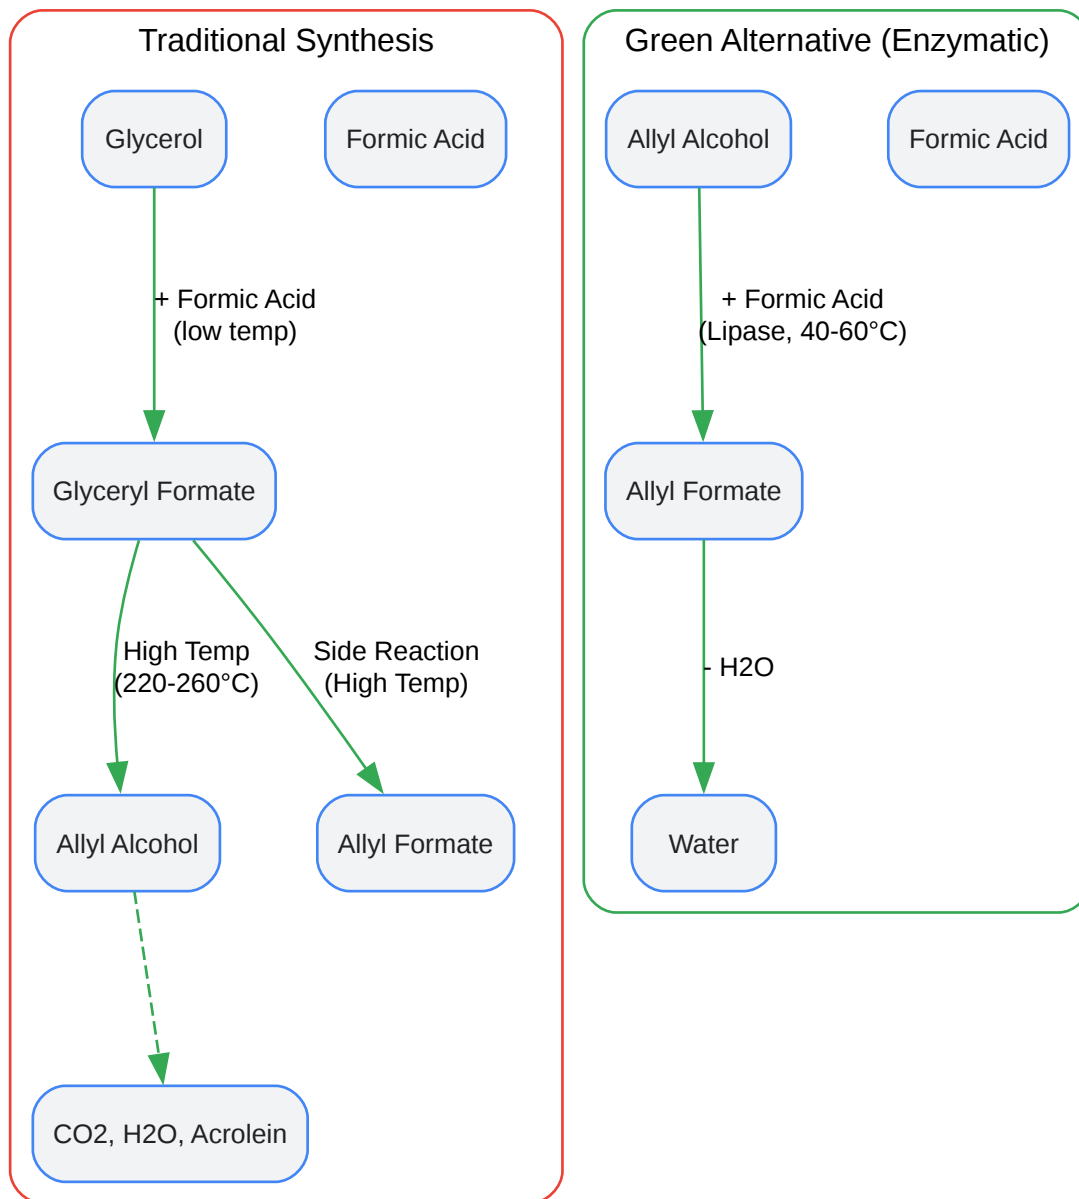 Traditional Synthesis
Glycerol
Formic Acid
+ Formic Acid
(low temp)
Glyceryl Formate
High Temp
(220-260°C)
Side Reaction
(High Temp)
Allyl Alcohol
Allyl Formate
CO2, H2O, Acrolein
Green Alternative (Enzymatic)
Allyl Alcohol
Formic Acid
+ Formic Acid
(Lipase, 40-60°C)
Allyl Formate
- H2O
Water